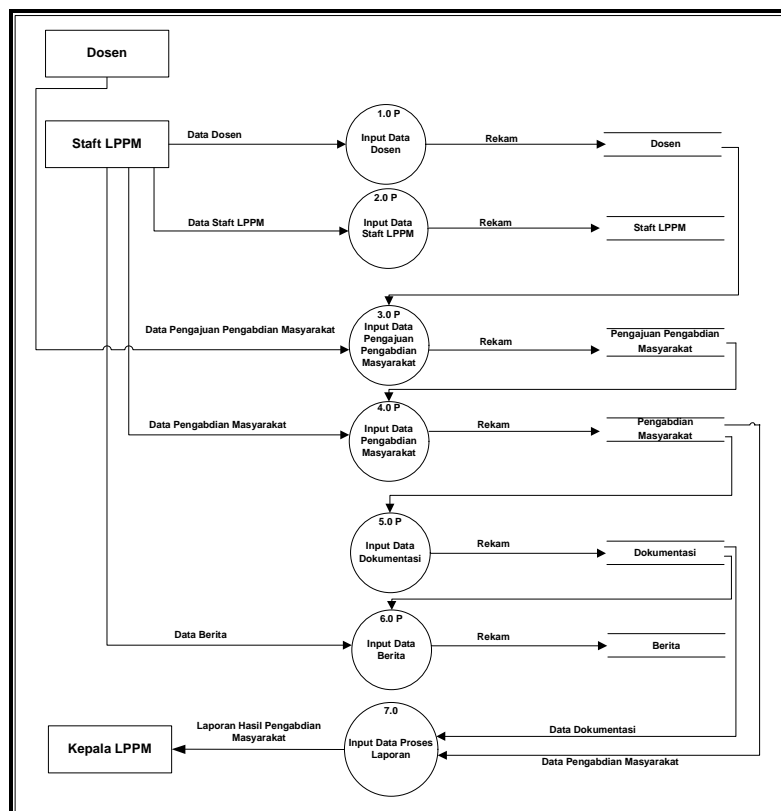 Dosen
1.0 P
Staft LPPM
Data Dosen
Input Data
Dosen
Rekam
Dosen
2.0 P
Data Staft LPPM
Input Data
Staft LPPM
Rekam
Staft LPPM
3.0 P
Data Pengajuan Pengabdian Masyarakat
Input Data
Pengajuan
Pengabdian
Masyarakat
Rekam
Pengajuan Pengabdian
Masyarakat
4.0 P
Data Pengabdian Masyarakat
Input Data
Pengabdian
Masyarakat
Rekam
Pengabdian
Masyarakat
5.0 P
Input Data
Dokumentasi
Rekam
Dokumentasi
6.0 P
Data Berita
Input Data
Berita
Rekam
Berita
7.0
Kepala LPPM
Laporan Hasil Pengabdian
Masyarakat
Input Data Proses
Laporan
Data Dokumentasi
Data Pengabdian Masyarakat